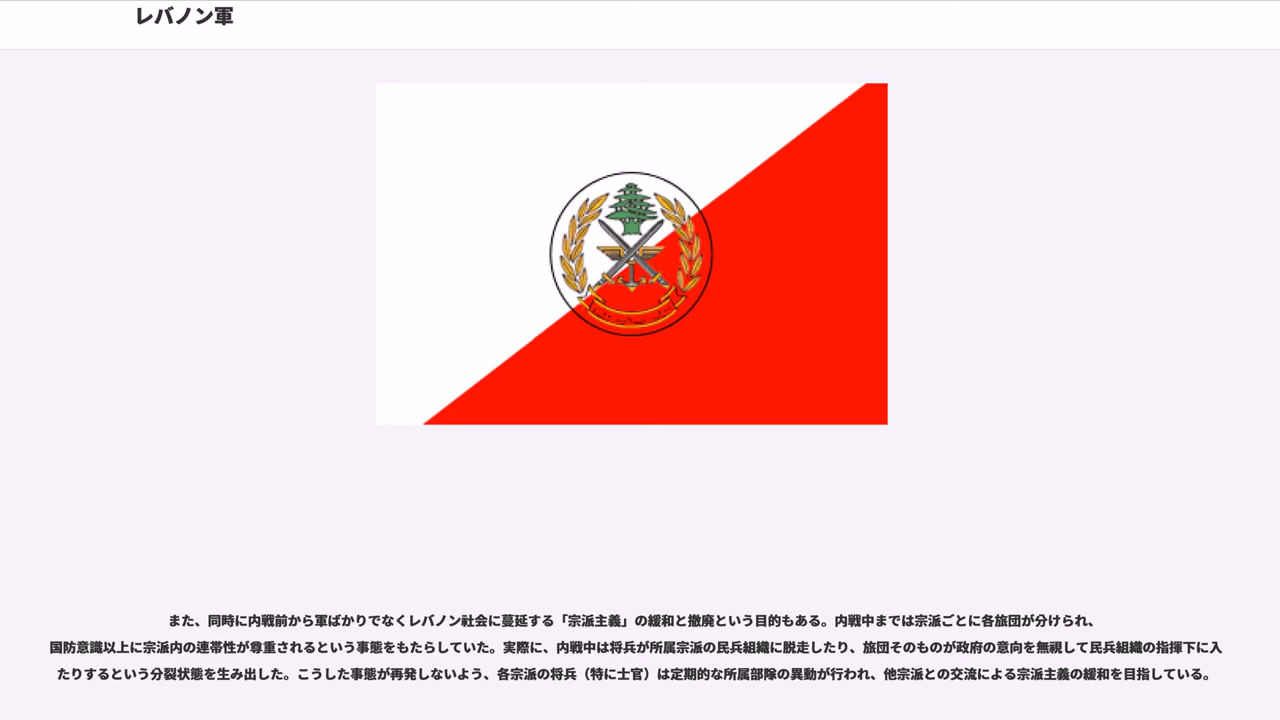 レバノン軍
また、同時に内戦前から軍ばかりでなくレバノン社会に蔓延する「宗派主義」の緩和と撤廃という目的もある。内戦中までは宗派ごとに各旅団が分けられ、
国防意識以上に宗派内の連帯性が尊重されるという事態をもたらしていた。実際に、内戦中は将兵が所属宗派の民兵組織に脱走したり、旅団そのものが政府の意向を無視して民兵組織の指揮下に入
たりするという分裂状態を生み出した。こうした事態が再発しないよう、各宗派の将兵（特に士官）は定期的な所属部隊の異動が行われ、他宗派との交流による宗派主義の緩和を目指している。